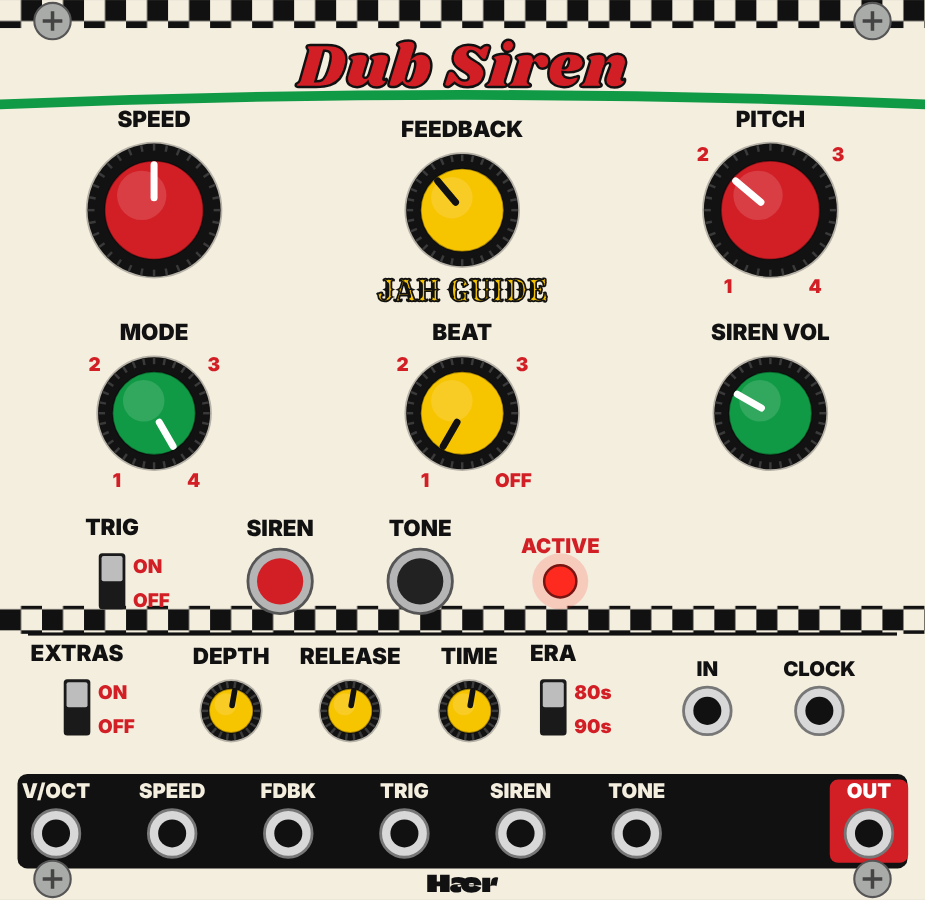 Dub Siren
SPEED
FEEDBACK
PITCH
2 3
1 4
JAH GUIDE
MODE
BEAT
SIREN VOL
2 3
2 3
1 4
1 OFF
TRIG
SIREN
TONE
ACTIVE
ON
OFF
EXTRAS
DEPTH
RELEASE
TIME
ERA
IN
CLOCK
ON
OFF
80s
90s
V/OCT
SPEED
FDBK
TRIG
SIREN
TONE
OUT
Hær